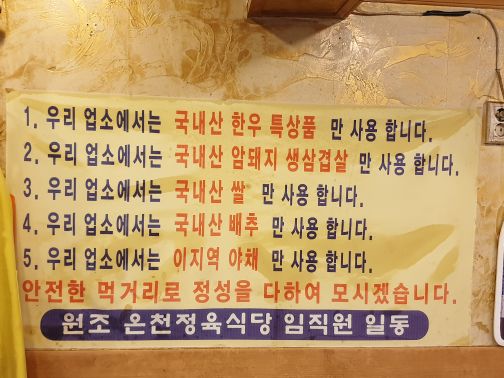 1. 우리 업소에서는 국내산 한우 특상품 만 사용 합니다.
2. 우리 업소에서는 국내산 암돼지 생삼겹살 만 사용 합니다.
3. 우리 업소에서는 국내산 쌀 만 사용 합니다.
4. 우리 업소에서는 국내산 배추 만 사용 합니다.
5. 우리 업소에서는 이지역 야채 만 사용 합니다.
안전한 먹거리로 정성을 다하여 모시겠습니다.
원조 온천정육식당 임직원 일동